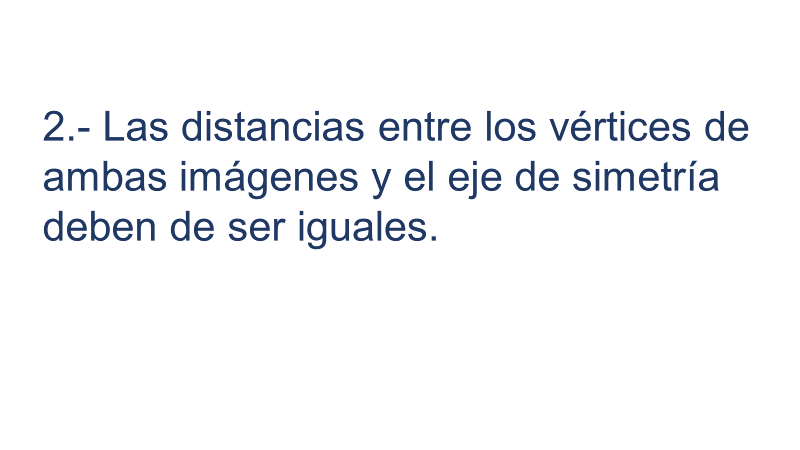 2.- Las distancias entre los vértices de
ambas imágenes y el eje de simetría
deben de ser iguales.